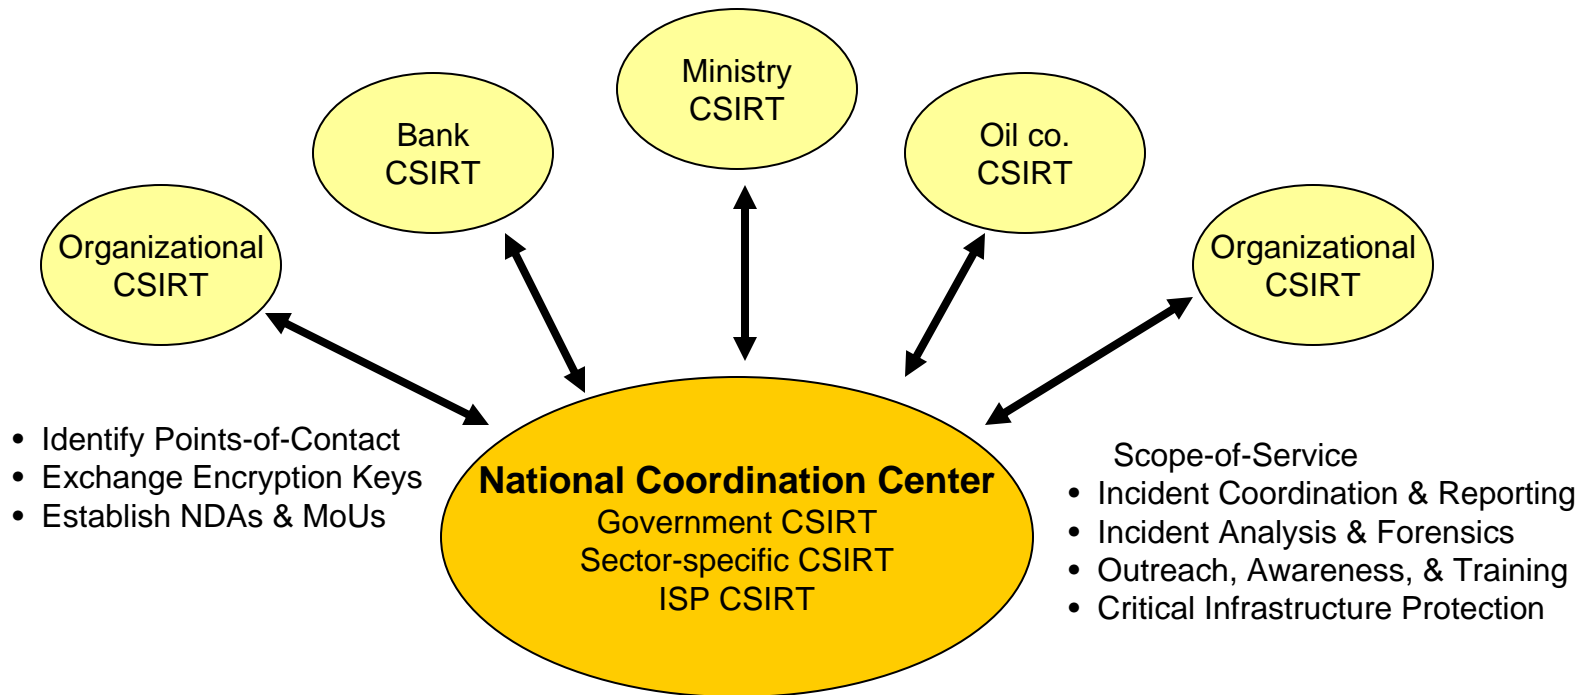 Ministry
CSIRT
Bank
CSIRT
Oil co.
CSIRT
Organizational
CSIRT
Organizational
CSIRT
• Identify Points-of-Contact
• Exchange Encryption Keys
• Establish NDAs & MoUs
National Coordination Center
Government CSIRT
Sector-specific CSIRT
ISP CSIRT
Scope-of-Service
• Incident Coordination & Reporting
• Incident Analysis & Forensics
• Outreach, Awareness, & Training
• Critical Infrastructure Protection